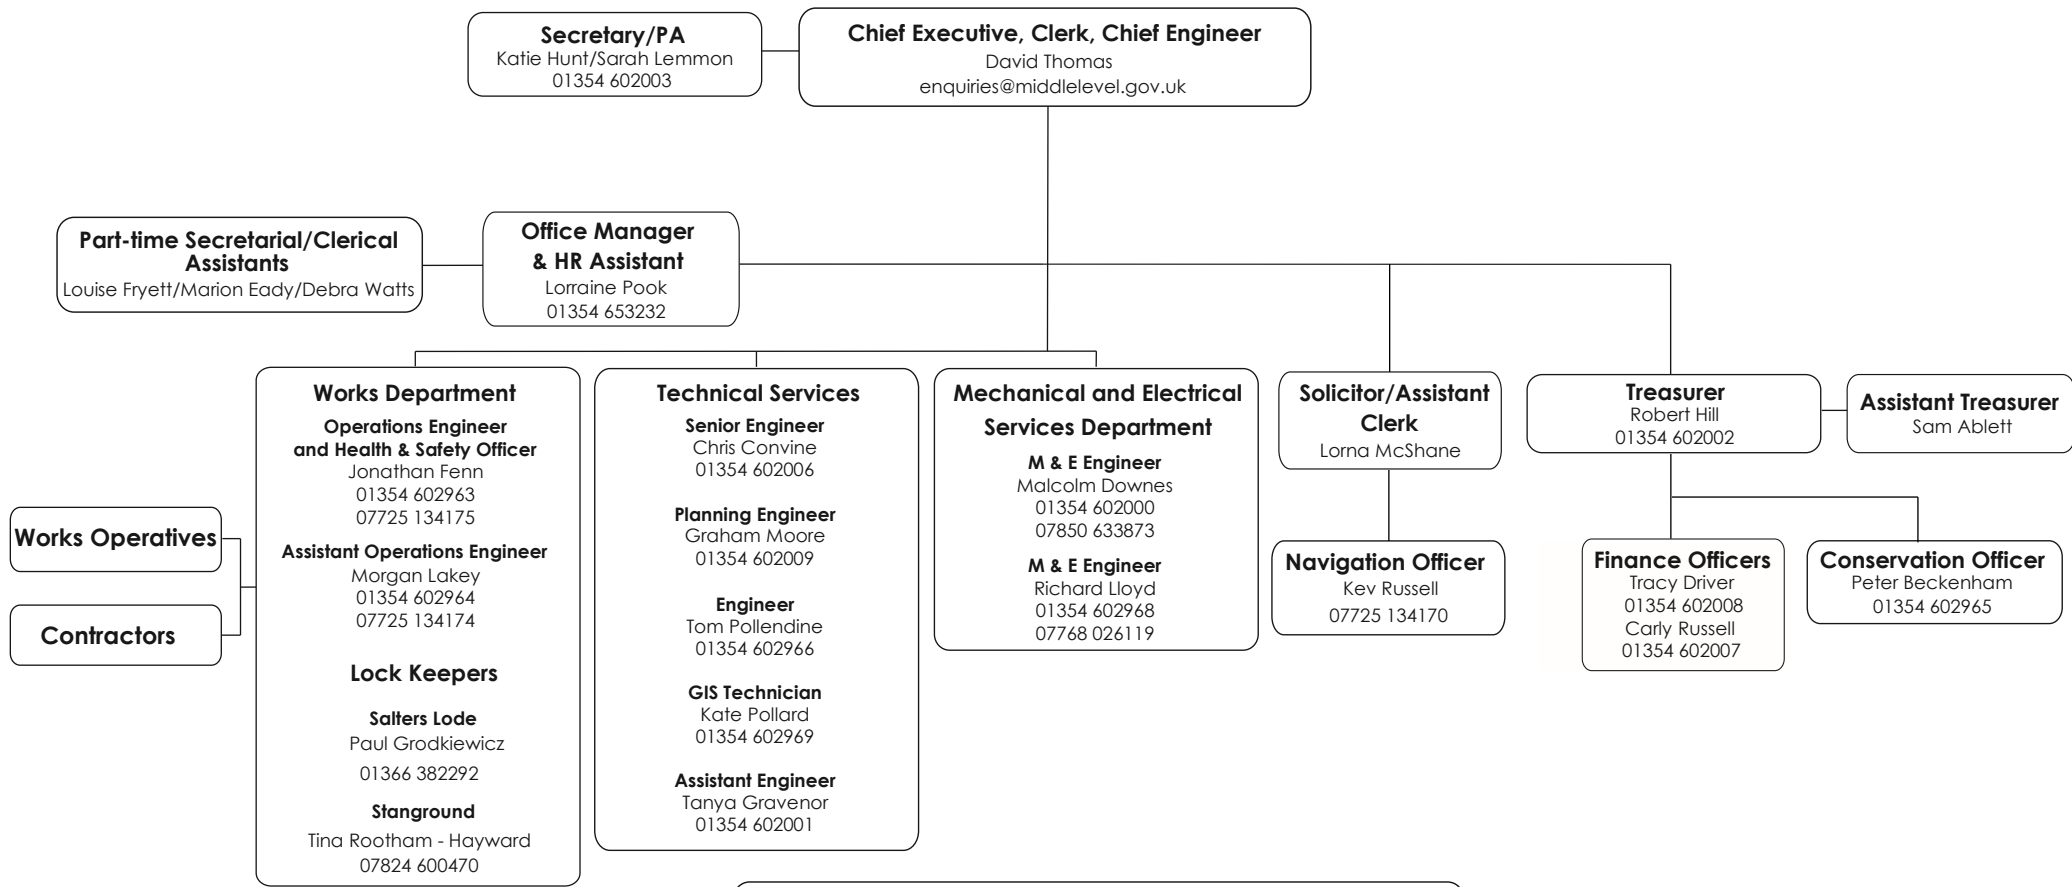 Secretary/PA
Katie Hunt/Sarah Lemmon
01354 602003
Chief Executive, Clerk, Chief Engineer
David Thomas
enquiries@middlelevel.gov.uk
Part-time Secretarial/Clerical
Assistants
Louise Fryett/Marion Eady/Debra Watts
Office Manager
& HR Assistant
Lorraine Pook
01354 653232
Works Operatives
Contractors
Works Department
Operations Engineer
and Health & Safety Officer
Jonathan Fenn
01354 602963
07725 134175
Assistant Operations Engineer
Morgan Lakey
01354 602964
07725 134174
Lock Keepers
Salters Lode
Paul Grodkiewicz
01366 382292
Stanground
Tina Rootham - Hayward
07824 600470
Technical Services
Senior Engineer
Chris Convine
01354 602006
Planning Engineer
Graham Moore
01354 602009
Engineer
Tom Pollendine
01354 602966
GIS Technician
Kate Pollard
01354 602969
Assistant Engineer
Tanya Gravenor
01354 602001
Mechanical and Electrical
Services Department
M & E Engineer
Malcolm Downes
01354 602000
07850 633873
M & E Engineer
Richard Lloyd
01354 602968
07768 026119
Solicitor/Assistant
Clerk
Lorna McShane
Navigation Officer
Kev Russell
07725 134170
Treasurer
Robert Hill
01354 602002
Assistant Treasurer
Sam Ablett
Finance Officers
Tracy Driver
01354 602008
Carly Russell
01354 602007
Conservation Officer
Peter Beckenham
01354 602965